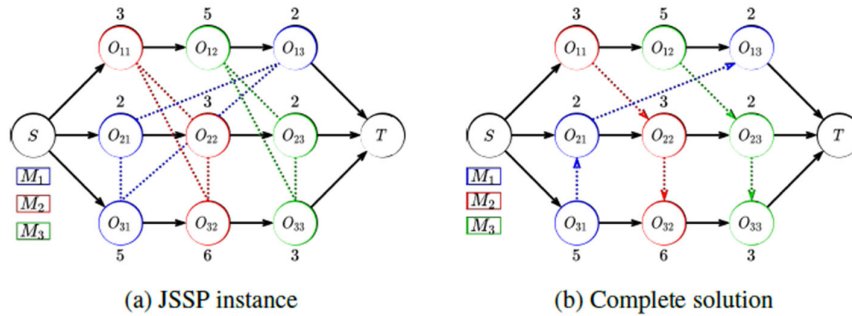 3 5 2
O11 O12 O13
2 3 2
S O21 O22 O23 T
M1
M2
M3
O31 O32 O33
5 6 3
(a) JSSP instance
3 5 2
O11 O12 O13
2 3 2
S O21 O22 O23 T
M1
M2
M3
O31 O32 O33
5 6 3
(b) Complete solution